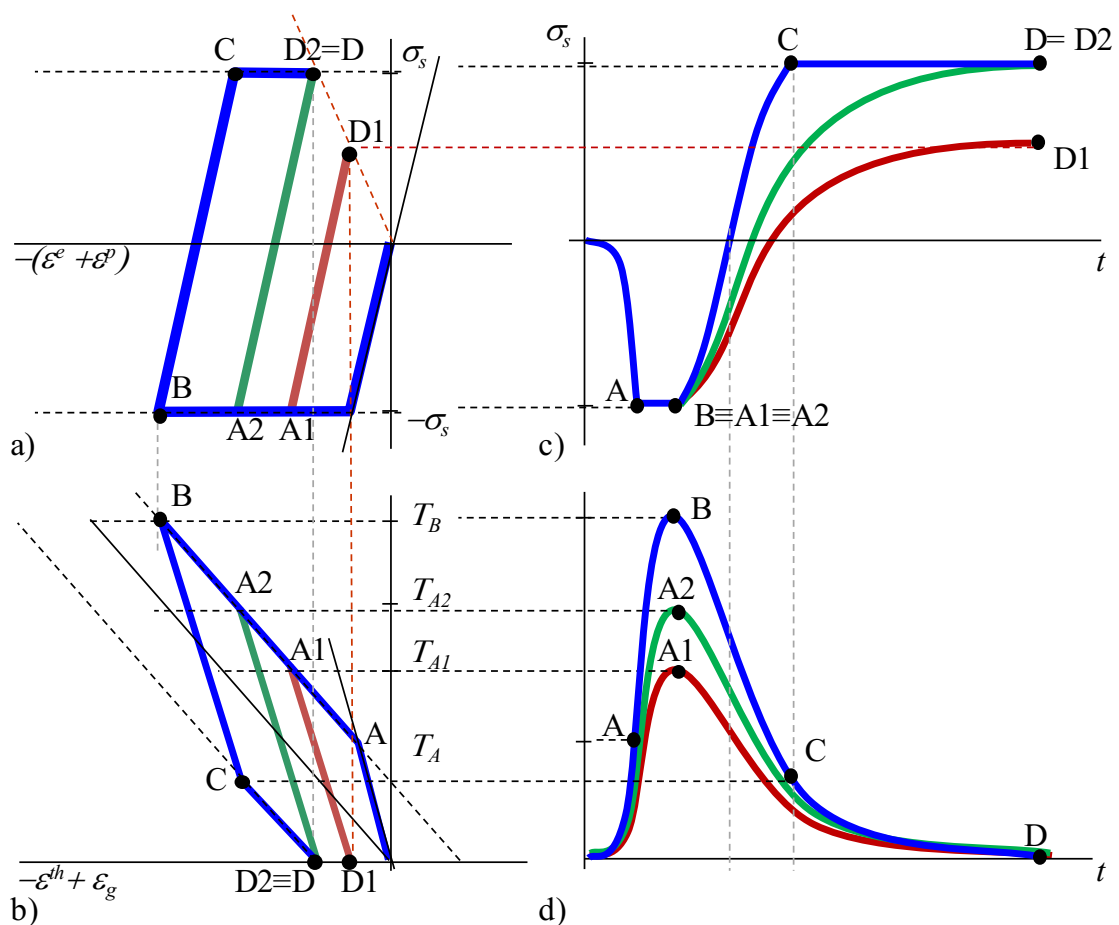 C
D2=D
σs
D1
−(εᵉ +εᵖ)
B
A2
A1
−σs
a)
σs
C
D= D2
D1
t
A
B≡A1≡A2
c)
B
TB
A2
TA2
A1
TA1
A
TA
C
−εᵗʰ+ εg
D2≡D
D1
b)
B
A2
A1
A
C
D
t
d)